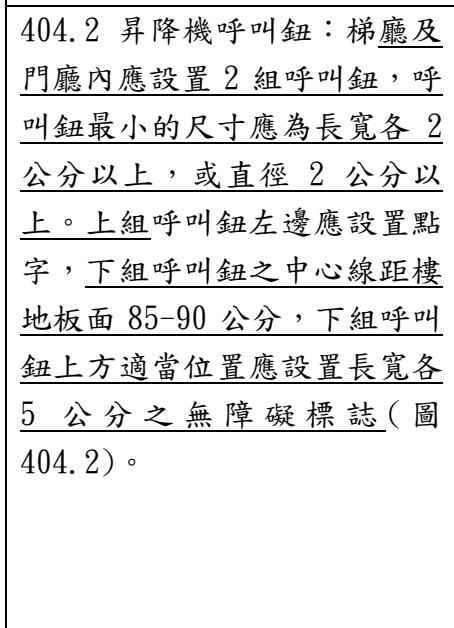 404.2 昇降機呼叫鈕：梯廳及
門廳內應設置 2 組呼叫鈕，呼
叫鈕最小的尺寸應為長寬各 2
公分以上，或直徑 2 公分以
上。上組呼叫鈕左邊應設置點
字，下組呼叫鈕之中心線距樓
地板面 85-90 公分，下組呼叫
鈕上方適當位置應設置長寬各
5 公分之無障礙標誌(圖
404.2)。